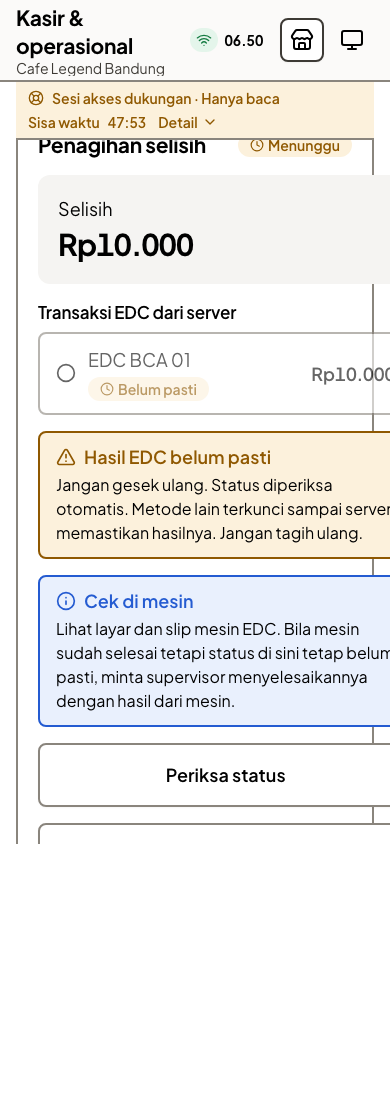 Kasir &
operasional
Cafe Legend Bandung
06.50
Sesi akses dukungan · Hanya baca
Sisa waktu 47:53 Detail
Penagihan selisih
Menunggu
Selisih
Rp10.000
Transaksi EDC dari server
EDC BCA 01
Rp10.000
Belum pasti
Hasil EDC belum pasti
Jangan gesek ulang. Status diperiksa
otomatis. Metode lain terkunci sampai server
memastikan hasilnya. Jangan tagih ulang.
Cek di mesin
Lihat layar dan slip mesin EDC. Bila mesin
sudah selesai tetapi status di sini tetap belum
pasti, minta supervisor menyelesaikannya
dengan hasil dari mesin.
Periksa status